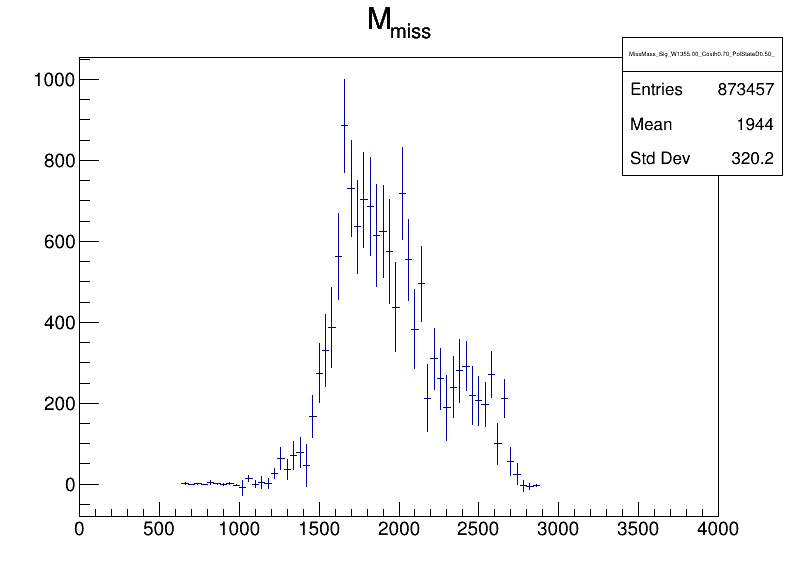 M_miss
MissMass_Sig_W1355.00_Costh0.70_PolStateD0.50_
Entries 873457
Mean 1944
Std Dev 320.2
1000
800
600
400
200
0
0 500 1000 1500 2000 2500 3000 3500 4000